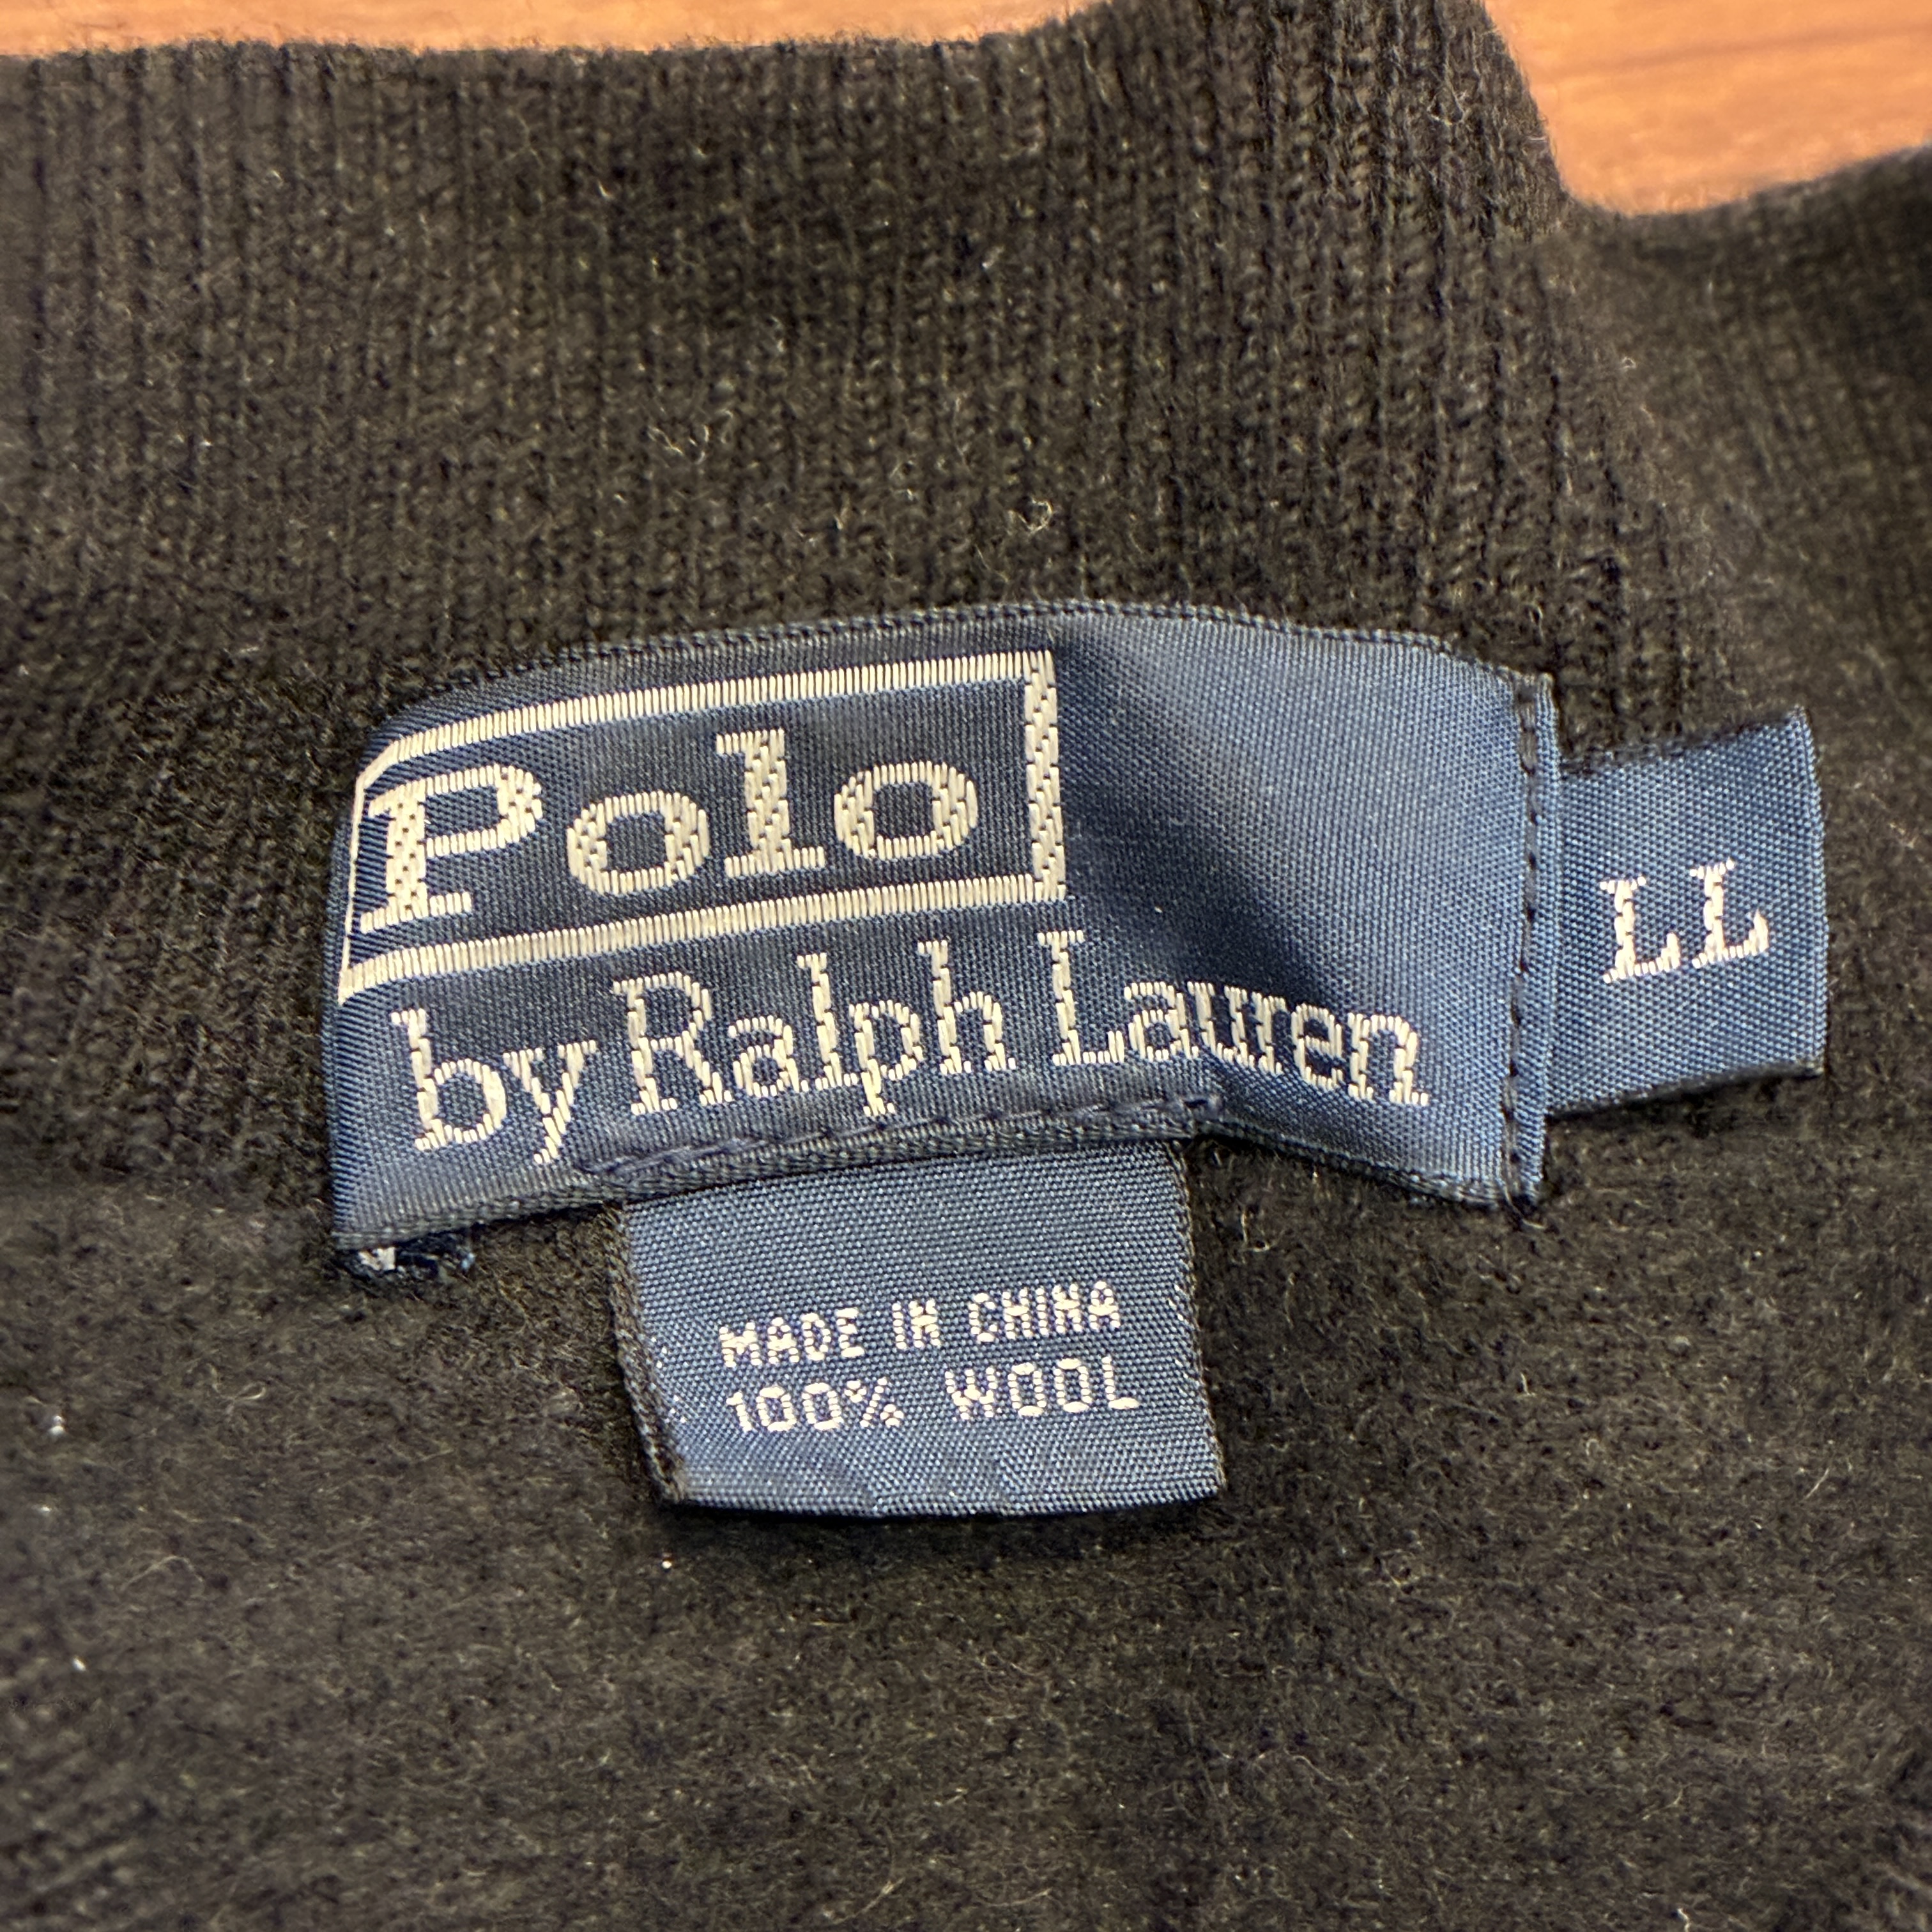 Polo
by Ralph Lauren
LL
MADE IN CHINA
100% WOOL